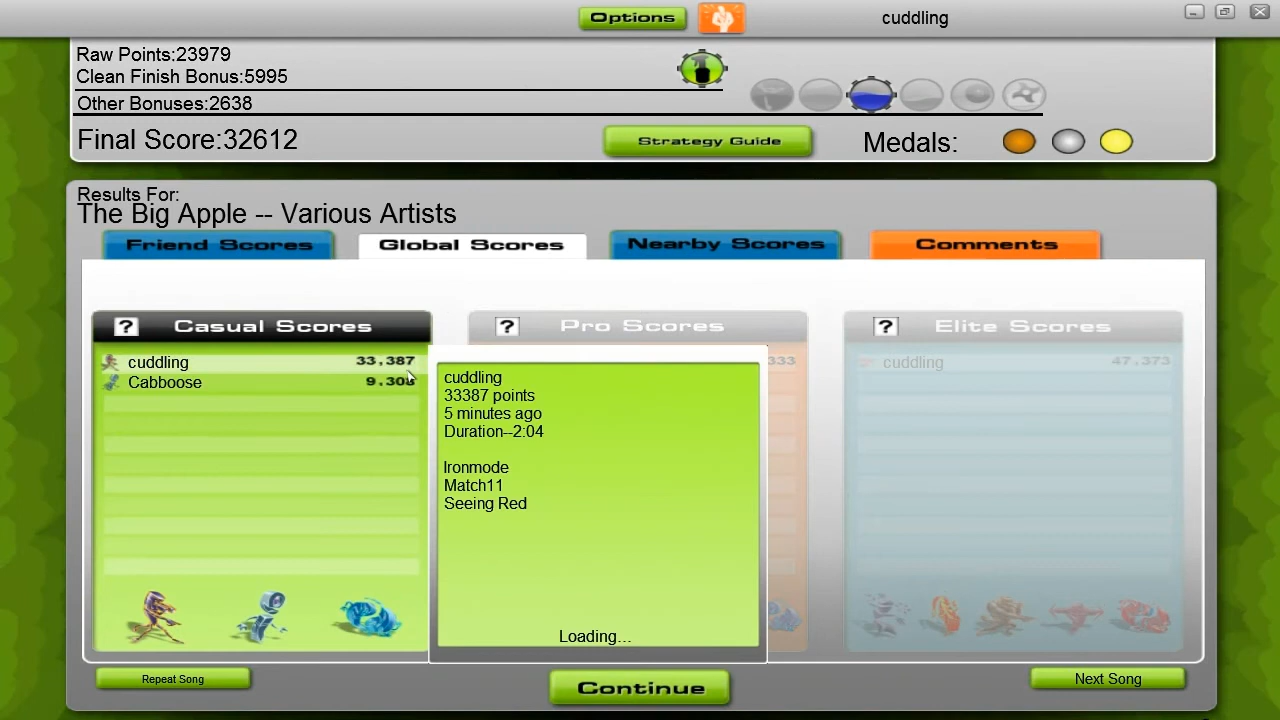 Options
cuddling
Raw Points:23979
Clean Finish Bonus:5995
Other Bonuses:2638
Final Score:32612
Strategy Guide
Medals:
Results For:
The Big Apple -- Various Artists
Friend Scores
Global Scores
Nearby Scores
Comments
? Casual Scores
? Pro Scores
? Elite Scores
cuddling 33,387
Cabboose 9.308
333
cuddling 47,373
cuddling
33387 points
5 minutes ago
Duration--2:04
Ironmode
Match11
Seeing Red
Loading...
Repeat Song
Continue
Next Song